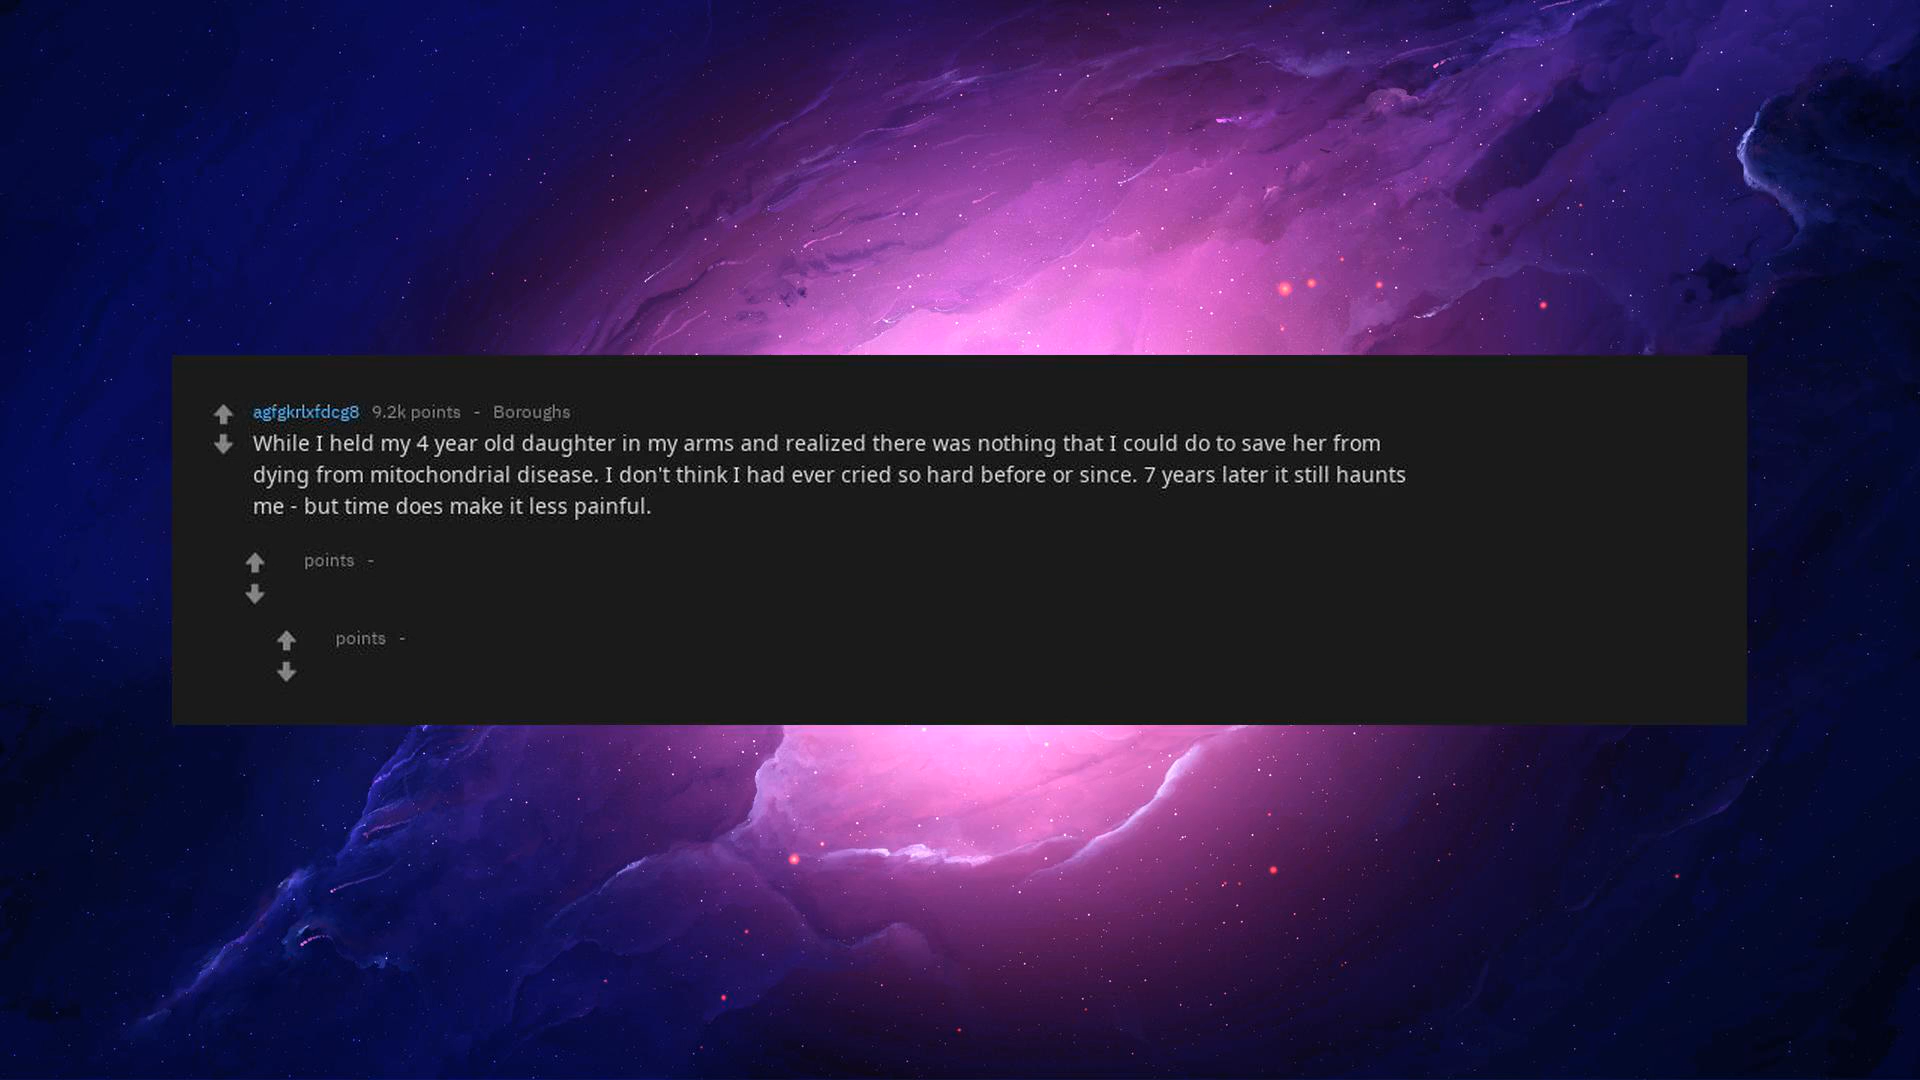 agfgkrlxfdcg8 9.2k points - Boroughs
While I held my 4 year old daughter in my arms and realized there was nothing that I could do to save her from
dying from mitochondrial disease. I don't think I had ever cried so hard before or since. 7 years later it still haunts
me - but time does make it less painful.
points -
points -